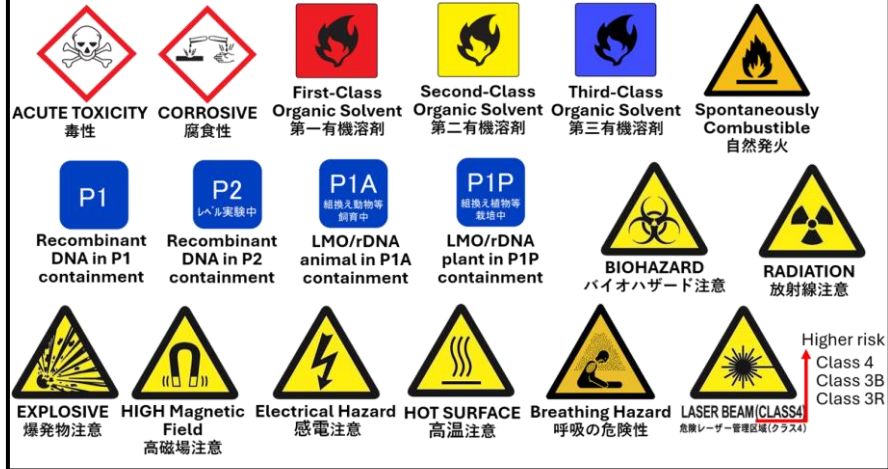 ACUTE TOXICITY
毒性
CORROSIVE
腐食性
First-Class
Organic Solvent
第一有機溶剤
Second-Class
Organic Solvent
第二有機溶剤
Third-Class
Organic Solvent
第三有機溶剤
Spontaneously
Combustible
自然発火
P1
Recombinant
DNA in P1
containment
P2
レベル実験中
Recombinant
DNA in P2
containment
P1A
組換え動物等
飼育中
LMO/rDNA
animal in P1A
containment
P1P
組換え植物等
栽培中
LMO/rDNA
plant in P1P
containment
BIOHAZARD
バイオハザード注意
RADIATION
放射線注意
EXPLOSIVE
爆発物注意
HIGH Magnetic
Field
高磁場注意
Electrical Hazard
感電注意
HOT SURFACE
高温注意
Breathing Hazard
呼吸の危険性
LASER BEAM(CLASS4)
危険レーザー管理区域(クラス4)
Higher risk
Class 4
Class 3B
Class 3R